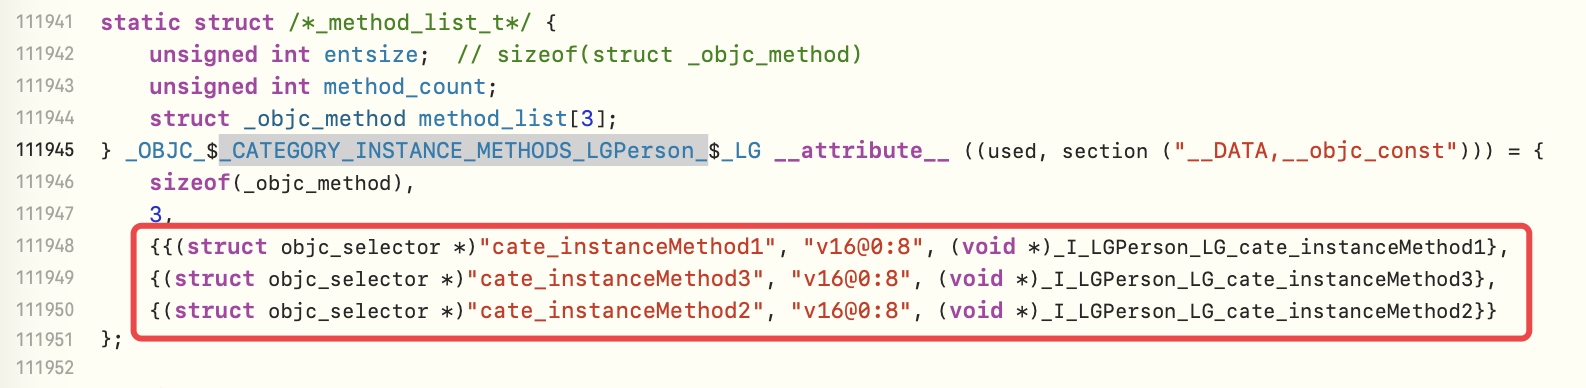 111941 static struct /*_method_list_t*/ {
111942 unsigned int entsize;  // sizeof(struct _objc_method)
111943 unsigned int method_count;
111944 struct _objc_method method_list[3];
111945 } _OBJC_$_CATEGORY_INSTANCE_METHODS_LGPerson_$_LG __attribute__ ((used, section ("__DATA,__objc_const"))) = {
111946 sizeof(_objc_method),
111947 3,
111948 {{(struct objc_selector *)"cate_instanceMethod1", "v16@0:8", (void *)_I_LGPerson_LG_cate_instanceMethod1},
111949 {(struct objc_selector *)"cate_instanceMethod3", "v16@0:8", (void *)_I_LGPerson_LG_cate_instanceMethod3},
111950 {(struct objc_selector *)"cate_instanceMethod2", "v16@0:8", (void *)_I_LGPerson_LG_cate_instanceMethod2}}
111951 };
111952